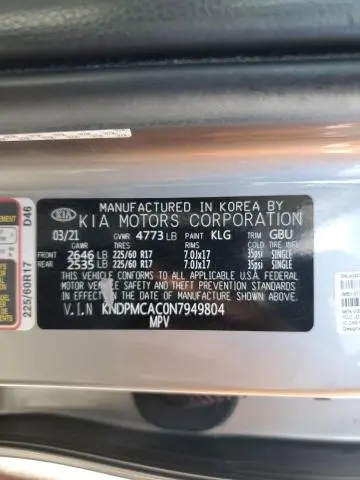 MANUFACTURED IN KOREA BY
KIA KIA MOTORS CORPORATION
03/21 GVWR 4773 LB PAINT KLG TRIM GBU
GAWR TIRES RIMS COLD TIRE INFLATION
FRONT 2646 LB 225/60 R17 7.0Jx17 35psi SINGLE
REAR 2535 LB 225/60 R17 7.0Jx17 35psi SINGLE
THIS VEHICLE CONFORMS TO ALL APPLICABLE U.S.A. FEDERAL
MOTOR VEHICLE SAFETY AND THEFT PREVENTION STANDARDS
IN EFFECT ON THE DATE OF MANUFACTURE SHOWN ABOVE.
V.I.N KNDPMCAC0N7949804
MPV
225/60R17 D46